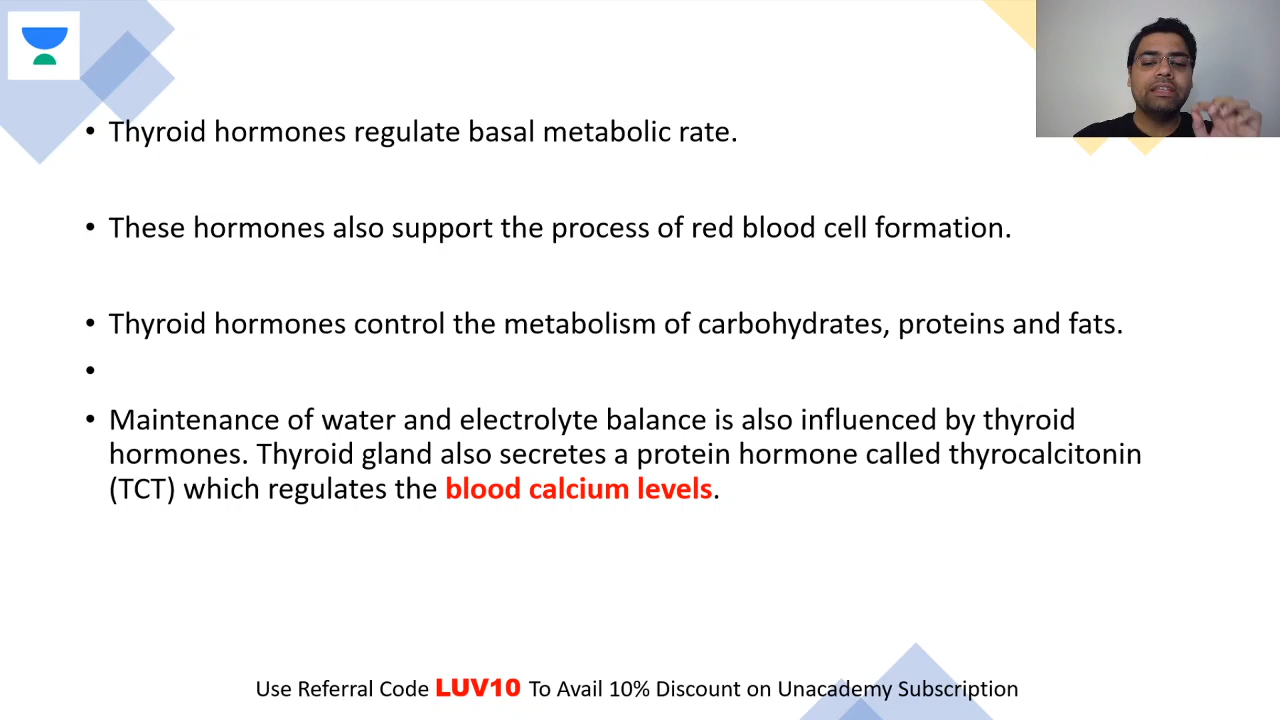 • Thyroid hormones regulate basal metabolic rate.
• These hormones also support the process of red blood cell formation.
• Thyroid hormones control the metabolism of carbohydrates, proteins and fats.
•
• Maintenance of water and electrolyte balance is also influenced by thyroid
hormones. Thyroid gland also secretes a protein hormone called thyrocalcitonin
(TCT) which regulates the blood calcium levels.
Use Referral Code LUV10 To Avail 10% Discount on Unacademy Subscription